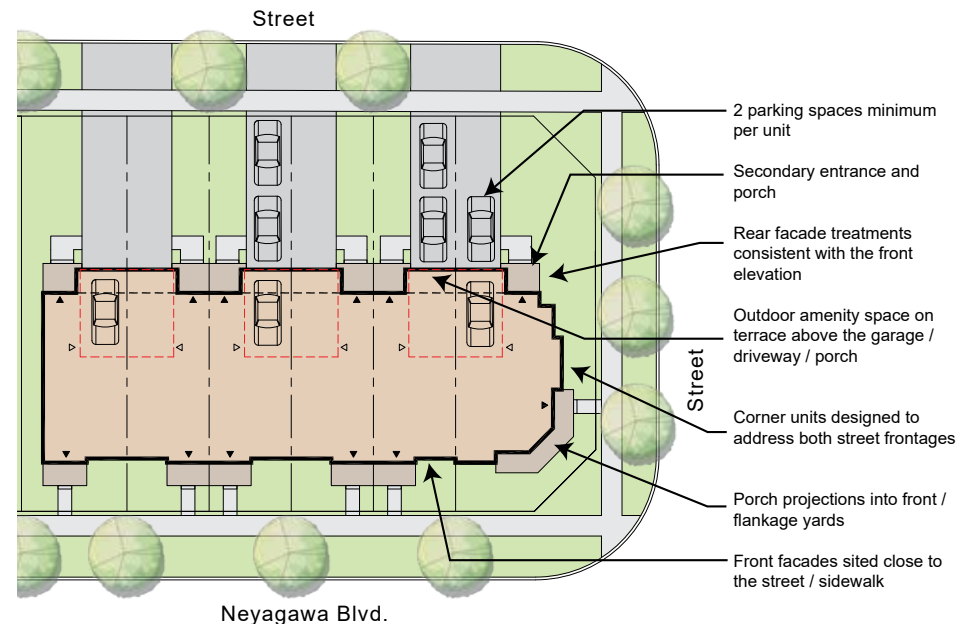 Street
2 parking spaces minimum
per unit
Secondary entrance and
porch
Rear facade treatments
consistent with the front
elevation
Outdoor amenity space on
terrace above the garage /
driveway / porch
Street
Corner units designed to
address both street frontages
Porch projections into front /
flankage yards
Front facades sited close to
the street / sidewalk
Neyagawa Blvd.